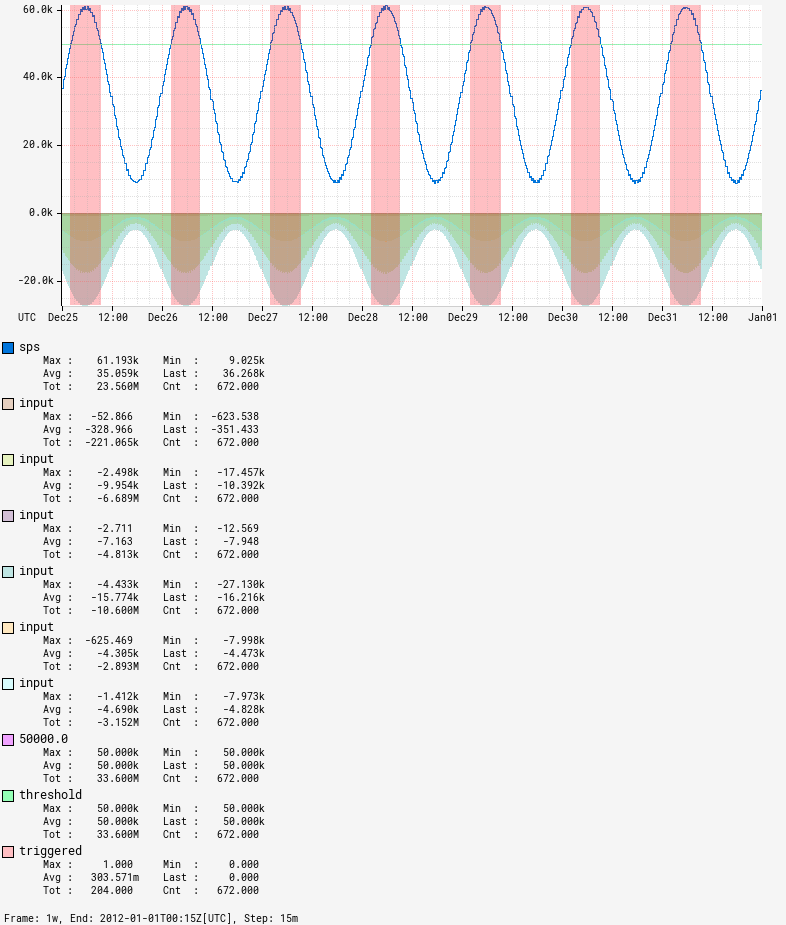 60.0k
40.0k
20.0k
0.0k
-20.0k
UTC Dec25 12:00 Dec26 12:00 Dec27 12:00 Dec28 12:00 Dec29 12:00 Dec30 12:00 Dec31 12:00 Jan01
sps
Max : 61.193k Min : 9.025k
Avg : 35.059k Last : 36.268k
Tot : 23.560M Cnt : 672.000
input
Max : -52.866 Min : -623.538
Avg : -328.966 Last : -351.433
Tot : -221.065k Cnt : 672.000
input
Max : -2.498k Min : -17.457k
Avg : -9.954k Last : -10.392k
Tot : -6.689M Cnt : 672.000
input
Max : -2.711 Min : -12.569
Avg : -7.163 Last : -7.948
Tot : -4.813k Cnt : 672.000
input
Max : -4.433k Min : -27.130k
Avg : -15.774k Last : -16.216k
Tot : -10.600M Cnt : 672.000
input
Max : -625.469 Min : -7.998k
Avg : -4.305k Last : -4.473k
Tot : -2.893M Cnt : 672.000
input
Max : -1.412k Min : -7.973k
Avg : -4.690k Last : -4.828k
Tot : -3.152M Cnt : 672.000
50000.0
Max : 50.000k Min : 50.000k
Avg : 50.000k Last : 50.000k
Tot : 33.600M Cnt : 672.000
threshold
Max : 50.000k Min : 50.000k
Avg : 50.000k Last : 50.000k
Tot : 33.600M Cnt : 672.000
triggered
Max : 1.000 Min : 0.000
Avg : 303.571m Last : 0.000
Tot : 204.000 Cnt : 672.000
Frame: 1w, End: 2012-01-01T00:15Z[UTC], Step: 15m